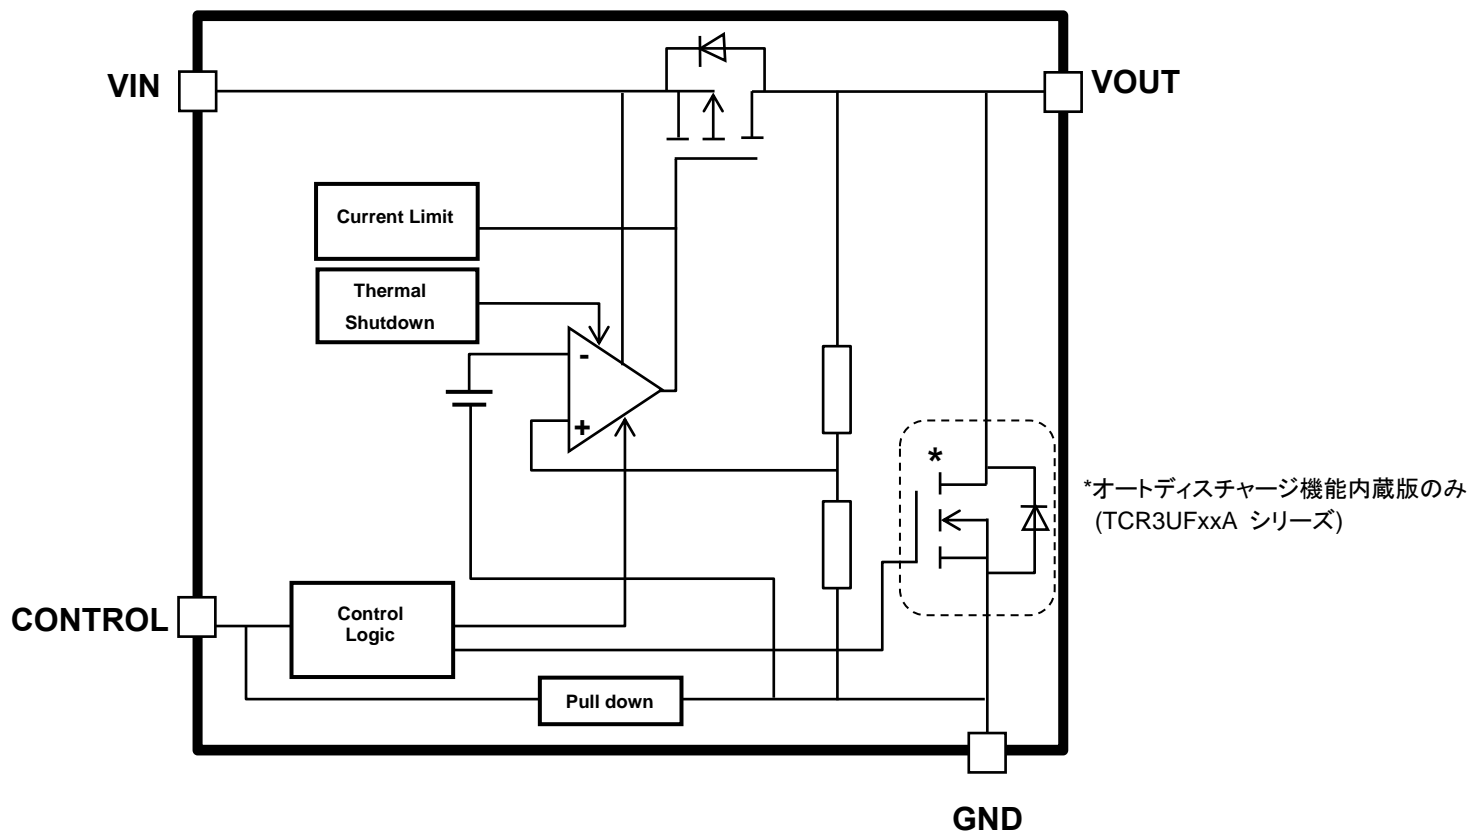 VIN
VOUT
Current Limit
Thermal
Shutdown
-
+
*
*オートディスチャージ機能内蔵版のみ
(TCR3UFxxA シリーズ)
CONTROL
Control
Logic
Pull down
GND